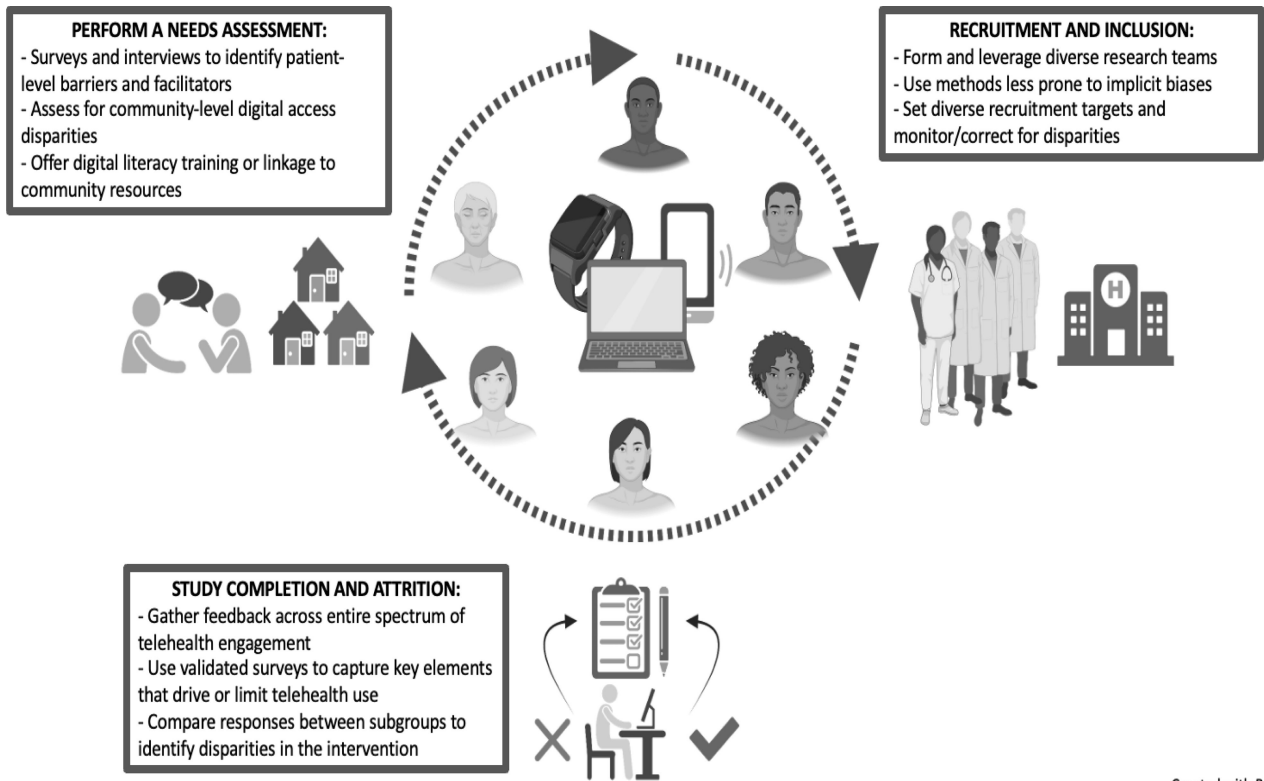 PERFORM A NEEDS ASSESSMENT:
- Surveys and interviews to identify patient-
level barriers and facilitators
- Assess for community-level digital access
disparities
- Offer digital literacy training or linkage to
community resources
RECRUITMENT AND INCLUSION:
- Form and leverage diverse research teams
- Use methods less prone to implicit biases
- Set diverse recruitment targets and
monitor/correct for disparities
H
STUDY COMPLETION AND ATTRITION:
- Gather feedback across entire spectrum of
telehealth engagement
- Use validated surveys to capture key elements
that drive or limit telehealth use
- Compare responses between subgroups to
identify disparities in the intervention